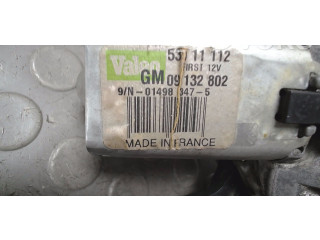 Valeo 53 11 112
RRST 12V
GM 09 132 802
9/N-01498 347-5
MADE IN FRANCE